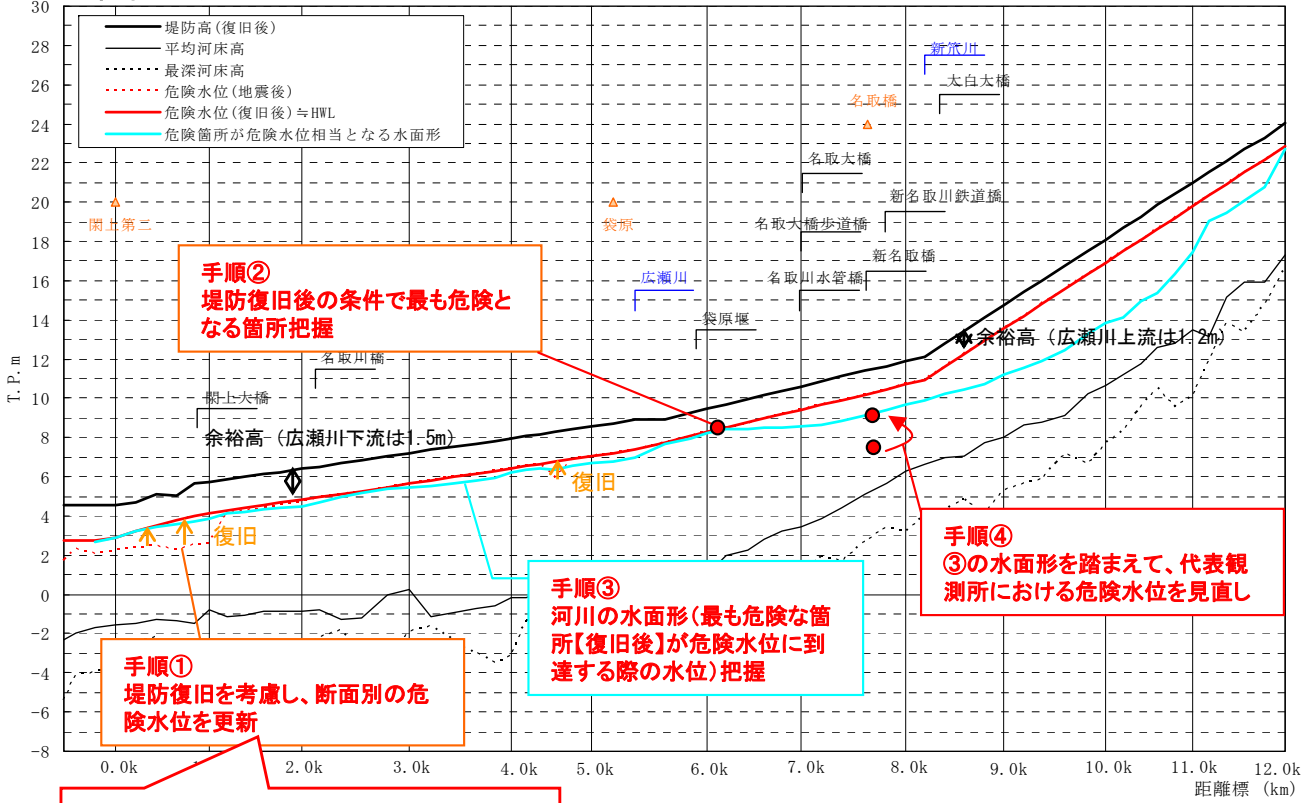 30
28
26
24
22
20
18
16
14
12
10
8
6
4
2
0
-2
-4
-6
-8
T.P.m
堤防高(復旧後)
平均河床高
最深河床高
危険水位(地震後)
危険水位(復旧後)≒HWL
危険箇所が危険水位相当となる水面形
新笊川
太白大橋
名取橋
名取大橋
新名取川鉄道橋
名取大橋歩道橋
新名取橋
名取川水管橋
閖上第二
袋原
広瀬川
袋原堰
名取川橋
閖上大橋
手順②
堤防復旧後の条件で最も危険と
なる箇所把握
余裕高（広瀬川上流は1.2m）
余裕高（広瀬川下流は1.5m）
復旧
復旧
手順③
河川の水面形（最も危険な箇
所【復旧後】が危険水位に到
達する際の水位）把握
手順④
③の水面形を踏まえて、代表観
測所における危険水位を見直し
手順①
堤防復旧を考慮し、断面別の危
険水位を更新
0.0k
2.0k
3.0k
4.0k
5.0k
6.0k
7.0k
8.0k
9.0k
10.0k
11.0k
12.0k
距離標 (km)